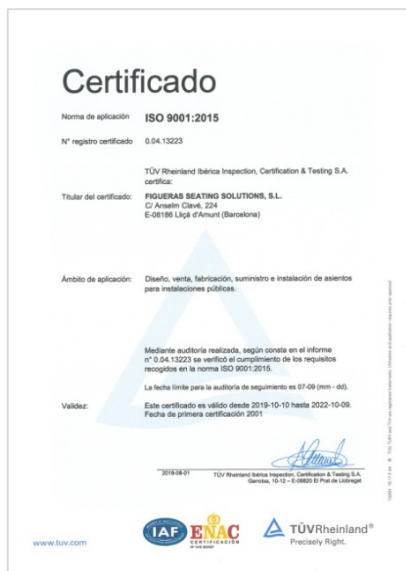 Certificado
Norma de aplicación ISO 9001:2015
N° registro certificado 0.04.13223
TÜV Rheinland Ibérica Inspection, Certification & Testing S.A.
certifica:
Titular del certificado: FIGUERAS SEATING SOLUTIONS, S.L.
C/ Anselm Clavé, 224
E-08186 Lliçà d'Amunt (Barcelona)
Ámbito de aplicación: Diseño, venta, fabricación, suministro e instalación de asientos
para instalaciones públicas.
Mediante auditoría realizada, según consta en el informe
n° 0.04.13223 se verificó el cumplimiento de los requisitos
recogidos en la norma ISO 9001:2015.
La fecha límite para la auditoría de seguimiento es 07-09 (mm - dd).
Validez: Este certificado es válido desde 2019-10-10 hasta 2022-10-09.
Fecha de primera certificación 2001
2019-08-01
TÜV Rheinland Ibérica Inspection, Certification & Testing S.A.
Garrotxa, 10-12 – E-08820 El Prat de Llobregat
www.tuv.com
IAF
ENAC
CERTIFICACIÓN
TÜVRheinland®
Precisely Right.